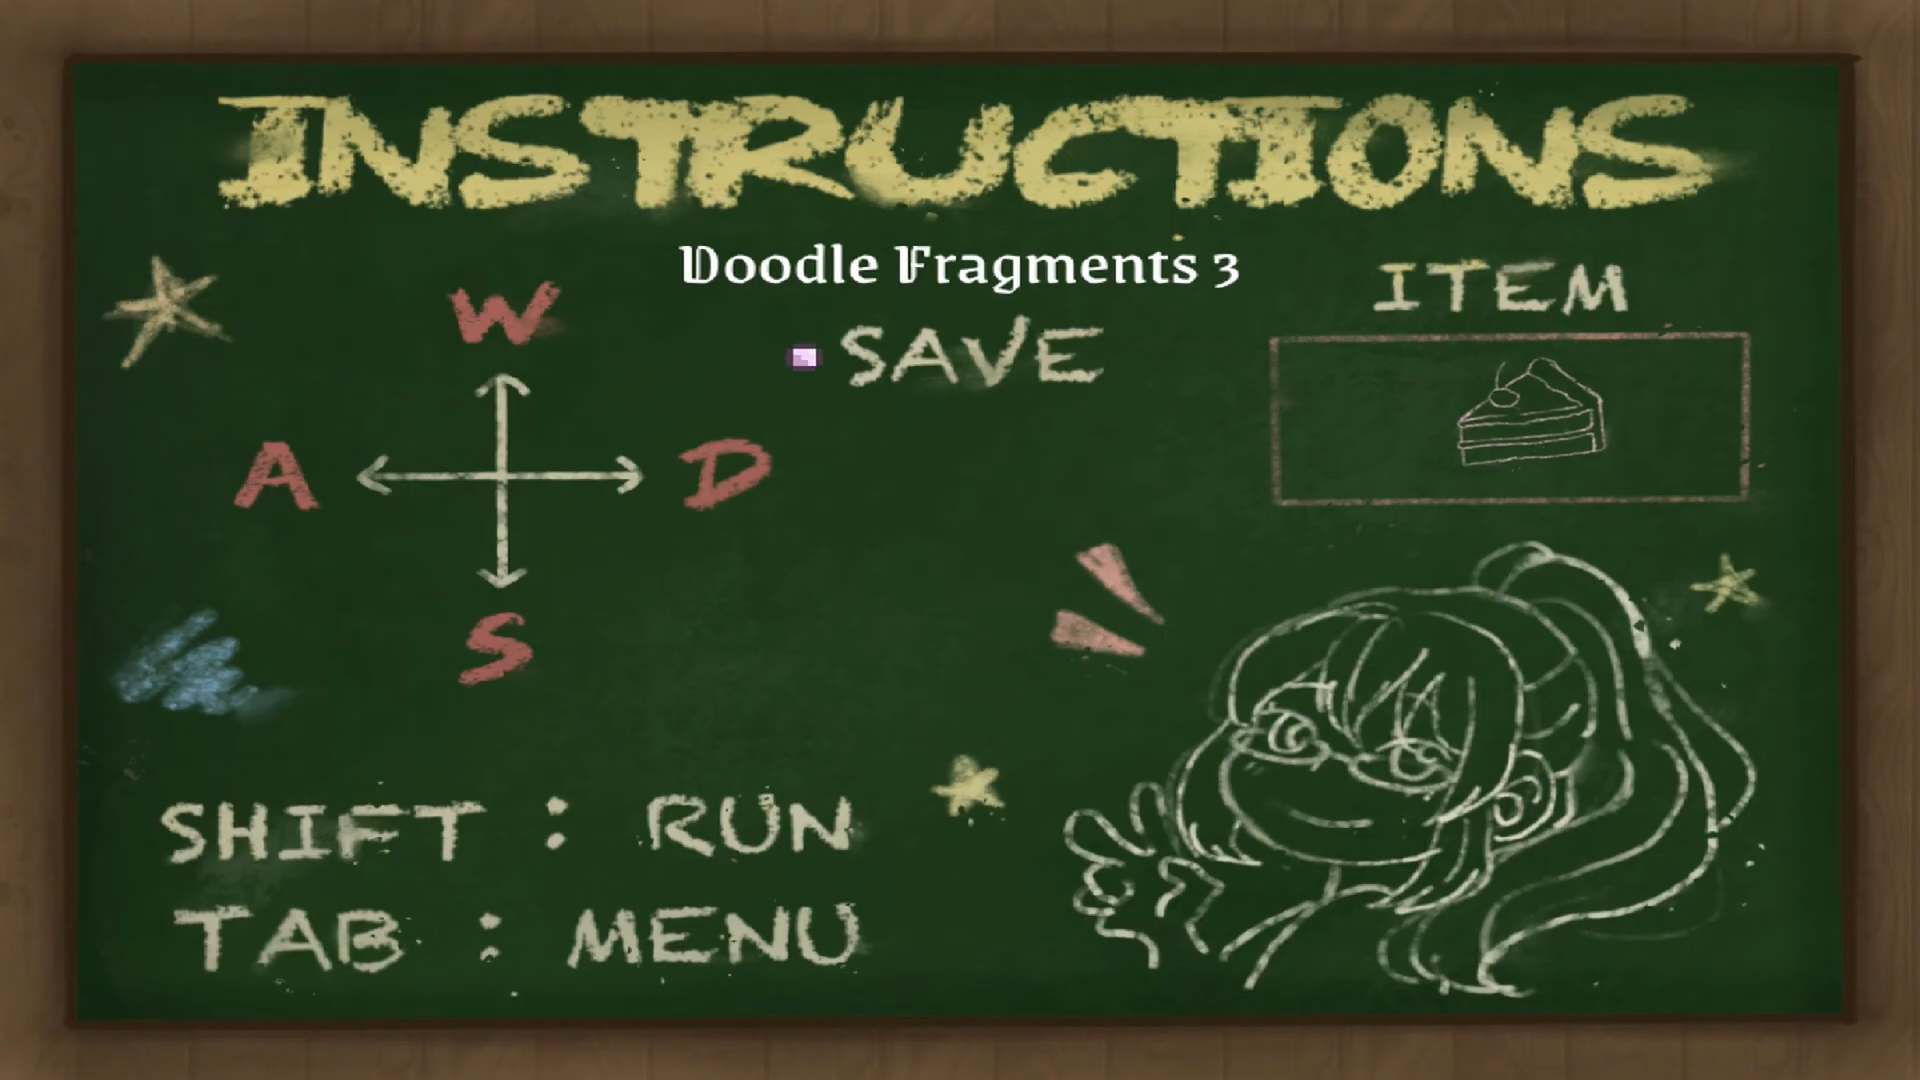 INSTRUCTIONS
Doodle Fragments 3
W
SAVE
ITEM
A
D
S
SHIFT : RUN
TAB : MENU